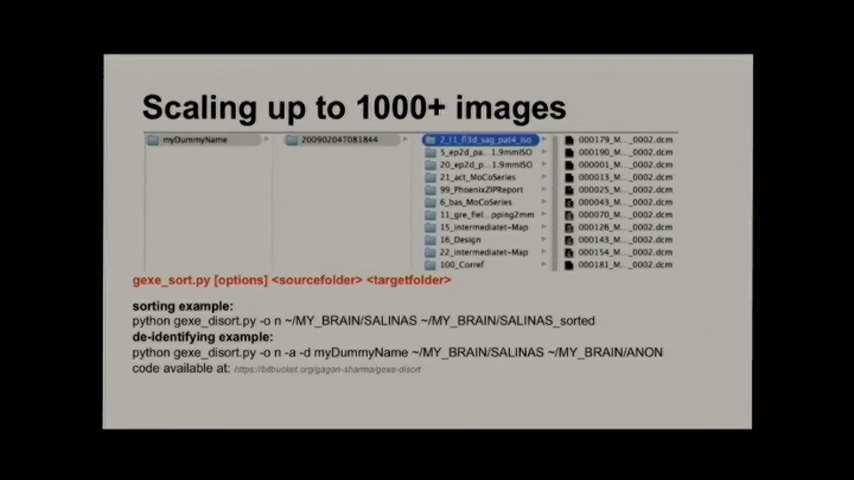 Scaling up to 1000+ images
myDummyName 20090204T081844 2_t1_fl3d_sag_pat4_iso 000179_M..._0002.dcm
5_ep2d_pa...1.9mmISO 000190_M..._0002.dcm
20_ep2d_p...1.9mmISO 000001_M..._0002.dcm
21_act_MoCoSeries 000013_M..._0002.dcm
99_PhoenixZIPReport 000025_M..._0002.dcm
6_bas_MoCoSeries 000043_M..._0002.dcm
11_gre_fiel...pping2mm 000070_M..._0002.dcm
15_intermediatet-Map 000126_M..._0002.dcm
16_Design 000143_M..._0002.dcm
22_intermediatet-Map 000154_M..._0002.dcm
100_Corref 000181_M..._0002.dcm
gexe_sort.py [options] <sourcefolder> <targetfolder>
sorting example:
python gexe_disort.py -o n ~/MY_BRAIN/SALINAS ~/MY_BRAIN/SALINAS_sorted
de-identifying example:
python gexe_disort.py -o n -a -d myDummyName ~/MY_BRAIN/SALINAS ~/MY_BRAIN/ANON
code available at: https://bitbucket.org/gagan-sharma/gexe-disort